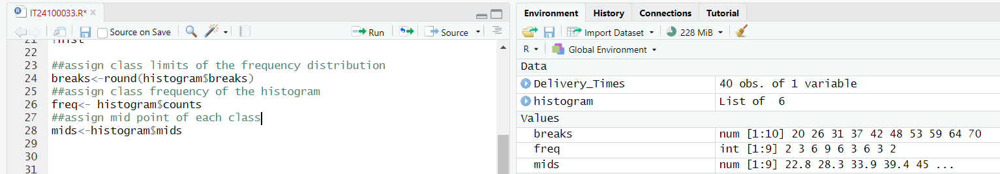 IT24100033.R*
Source on Save
Run
Source
21 ?hist
22
23 ##assign class limits of the frequency distribution
24 breaks<-round(histogram$breaks)
25 ##assign class frequency of the histogram
26 freq<- histogram$counts
27 ##assign mid point of each class
28 mids<-histogram$mids
29
30
31
Environment History Connections Tutorial
Import Dataset 228 MiB
R Global Environment
Data
Delivery_Times 40 obs. of 1 variable
histogram List of 6
Values
breaks num [1:10] 20 26 31 37 42 48 53 59 64 70
freq int [1:9] 2 3 6 9 6 3 6 3 2
mids num [1:9] 22.8 28.3 33.9 39.4 45 ...